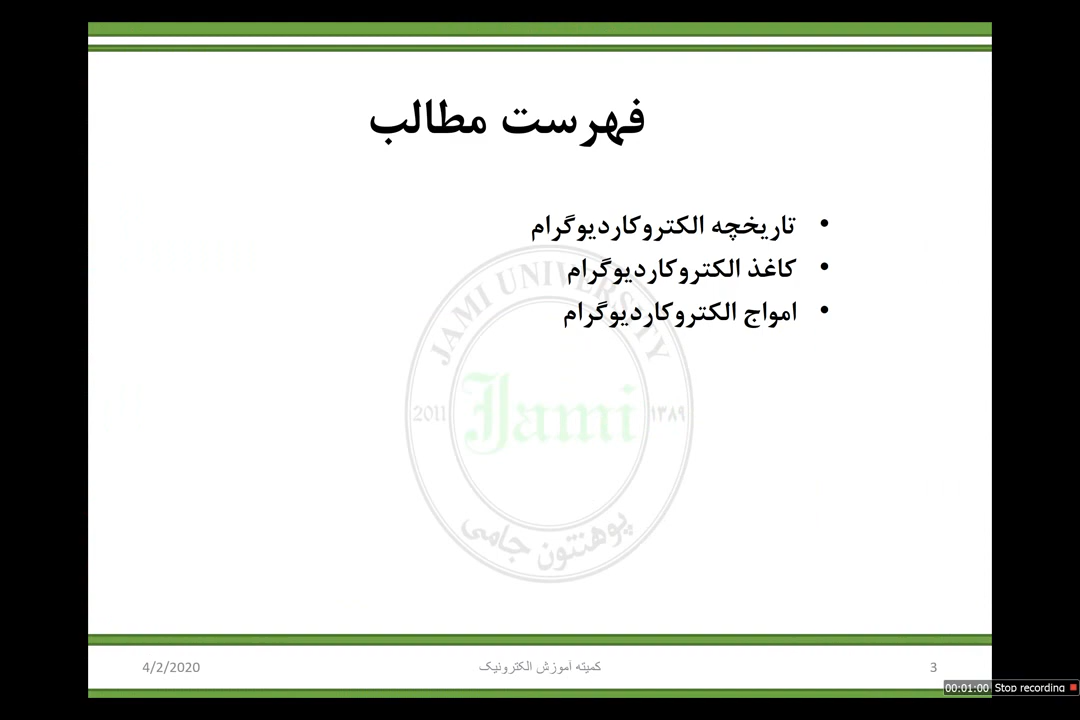 فهرست مطالب
• تاریخچه الکتروکاردیوگرام
• کاغذ الکتروکاردیوگرام
• امواج الکتروکاردیوگرام
JAMI UNIVERSITY
2011 Jami ۱۳۸۹
پوهنتون جامی
4/2/2020 کمیته آموزش الکترونیک 3
00:01:00 Stop recording